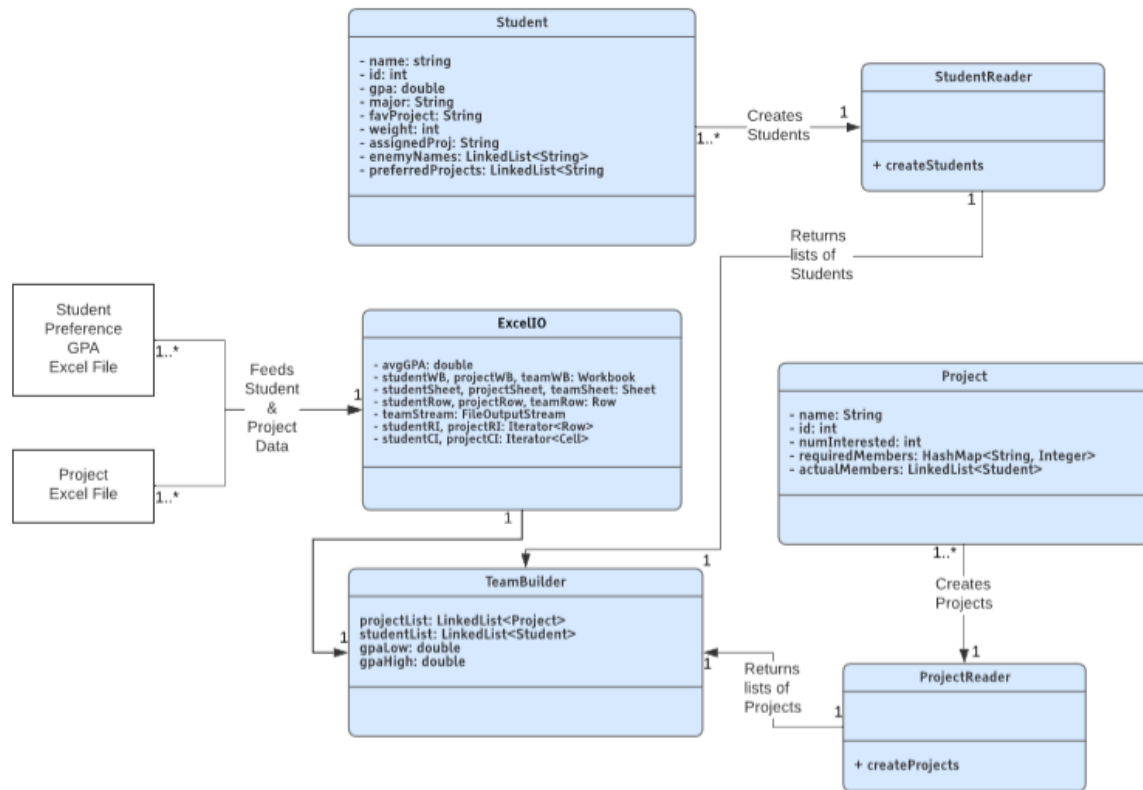 Student
- name: string
- id: int
- gpa: double
- major: String
- favProject: String
- weight: int
- assignedProj: String
- enemyNames: LinkedList<String>
- preferredProjects: LinkedList<String
1..*
Creates
Students
1
StudentReader
+ createStudents
1
Returns
lists of
Students
1
Student
Preference
GPA
Excel File
1..*
Project
Excel File
1..*
Feeds
Student
&
Project
Data
1
ExcelIO
- avgGPA: double
- studentWB, projectWB, teamWB: Workbook
- studentSheet, projectSheet, teamSheet: Sheet
- studentRow, projectRow, teamRow: Row
- teamStream: FileOutputStream
- studentRI, projectRI: Iterator<Row>
- studentCI, projectCI: Iterator<Cell>
1
1
Project
- name: String
- id: int
- numInterested: int
- requiredMembers: HashMap<String, Integer>
- actualMembers: LinkedList<Student>
1..*
Creates
Projects
1
TeamBuilder
projectList: LinkedList<Project>
studentList: LinkedList<Student>
gpaLow: double
gpaHigh: double
1
Returns
lists of
Projects
1
ProjectReader
+ createProjects